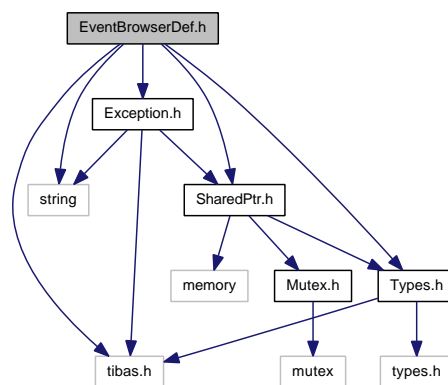 EventBrowserDef.h
Exception.h
string
SharedPtr.h
memory
Mutex.h
Types.h
tibas.h
mutex
types.h